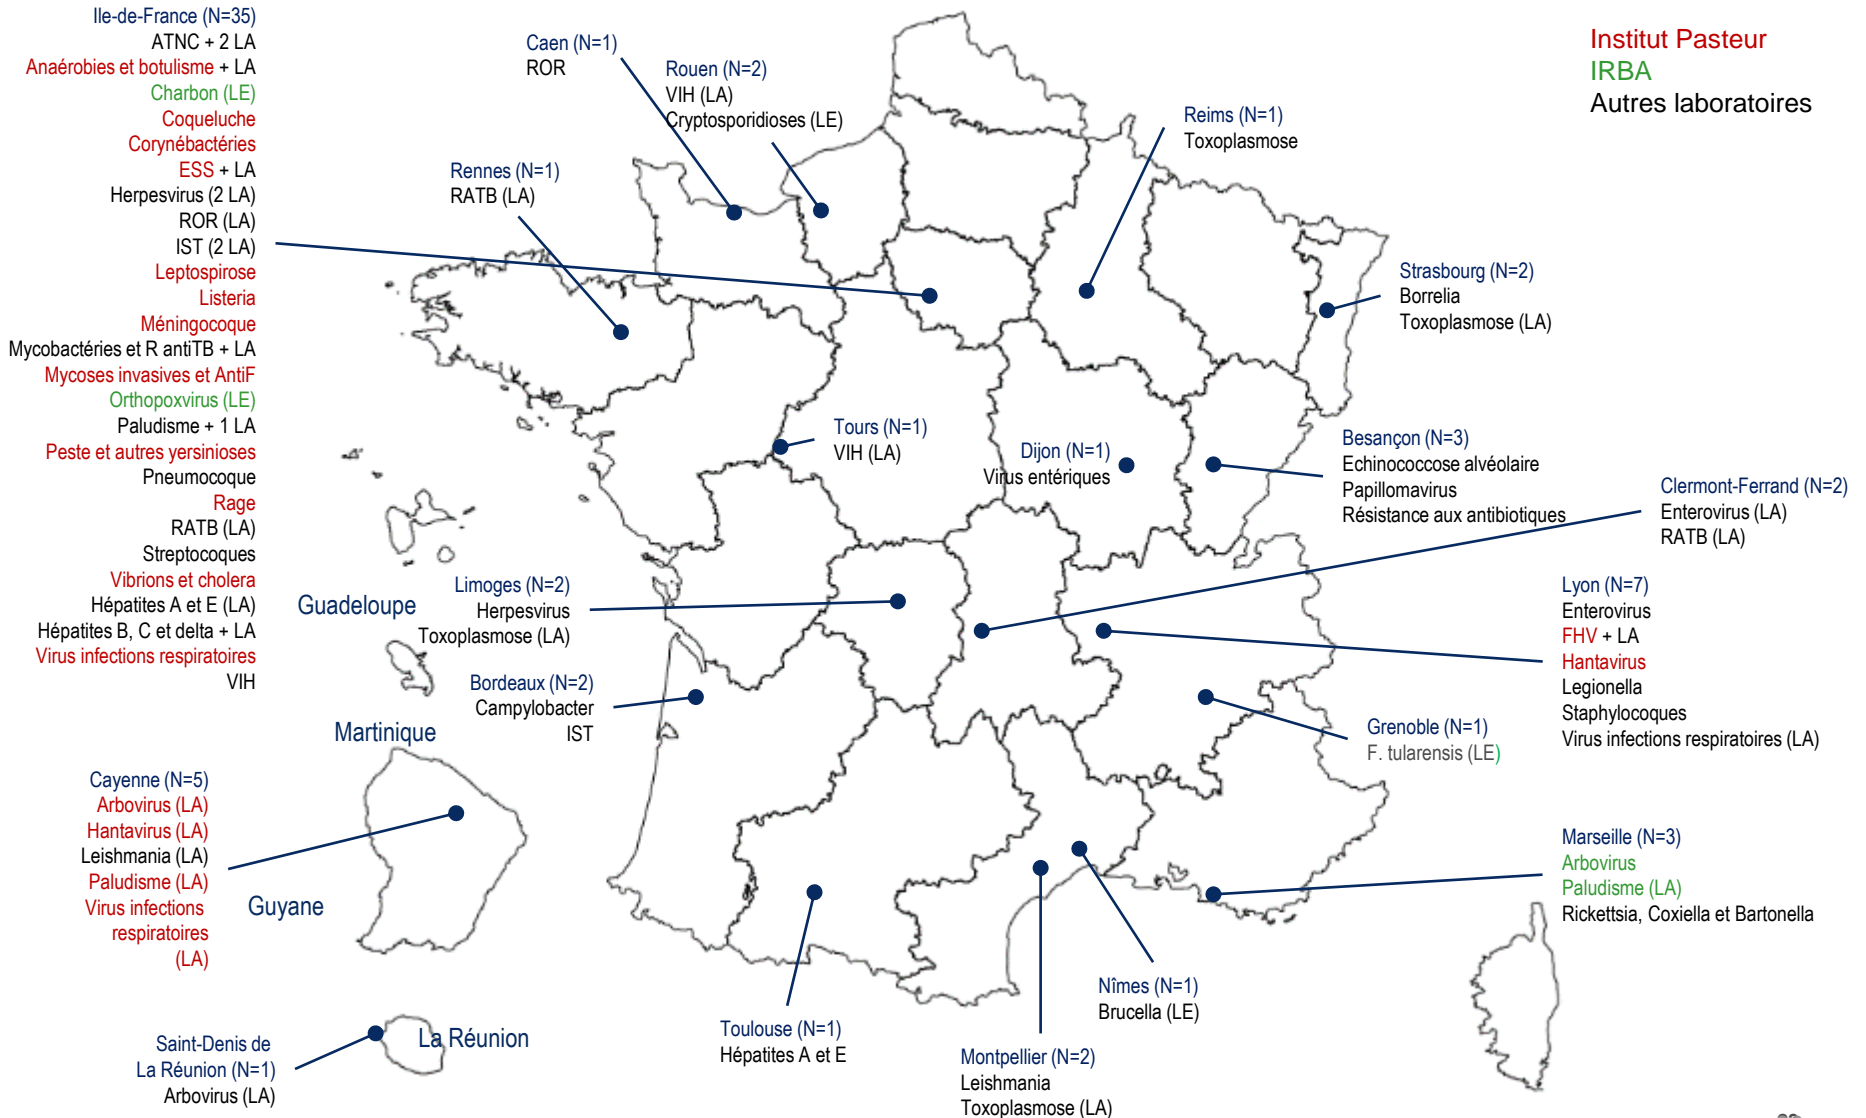 Ile-de-France (N=35)
ATNC + 2 LA
Anaérobies et botulisme + LA
Charbon (LE)
Coqueluche
Corynébactéries
ESS + LA
Herpesvirus (2 LA)
ROR (LA)
IST (2 LA)
Leptospirose
Listeria
Méningocoque
Mycobactéries et R antiTB + LA
Mycoses invasives et AntiF
Orthopoxvirus (LE)
Paludisme + 1 LA
Peste et autres yersinioses
Pneumocoque
Rage
RATB (LA)
Streptocoques
Vibrions et cholera
Hépatites A et E (LA)
Hépatites B, C et delta + LA
Virus infections respiratoires
VIH
Caen (N=1)
ROR
Rouen (N=2)
VIH (LA)
Cryptosporidioses (LE)
Rennes (N=1)
RATB (LA)
Reims (N=1)
Toxoplasmose
Institut Pasteur
IRBA
Autres laboratoires
Strasbourg (N=2)
Borrelia
Toxoplasmose (LA)
Tours (N=1)
VIH (LA)
Dijon (N=1)
Virus entériques
Besançon (N=3)
Echinococcose alvéolaire
Papillomavirus
Résistance aux antibiotiques
Clermont-Ferrand (N=2)
Enterovirus (LA)
RATB (LA)
Limoges (N=2)
Herpesvirus
Toxoplasmose (LA)
Lyon (N=7)
Enterovirus
FHV + LA
Hantavirus
Legionella
Staphylocoques
Virus infections respiratoires (LA)
Bordeaux (N=2)
Campylobacter
IST
Grenoble (N=1)
F. tularensis (LE)
Guadeloupe
Martinique
Cayenne (N=5)
Arbovirus (LA)
Hantavirus (LA)
Leishmania (LA)
Paludisme (LA)
Virus infections
respiratoires
(LA)
Guyane
Marseille (N=3)
Arbovirus
Paludisme (LA)
Rickettsia, Coxiella et Bartonella
Nîmes (N=1)
Brucella (LE)
Toulouse (N=1)
Hépatites A et E
Montpellier (N=2)
Leishmania
Toxoplasmose (LA)
Saint-Denis de
La Réunion (N=1)
Arbovirus (LA)
La Réunion